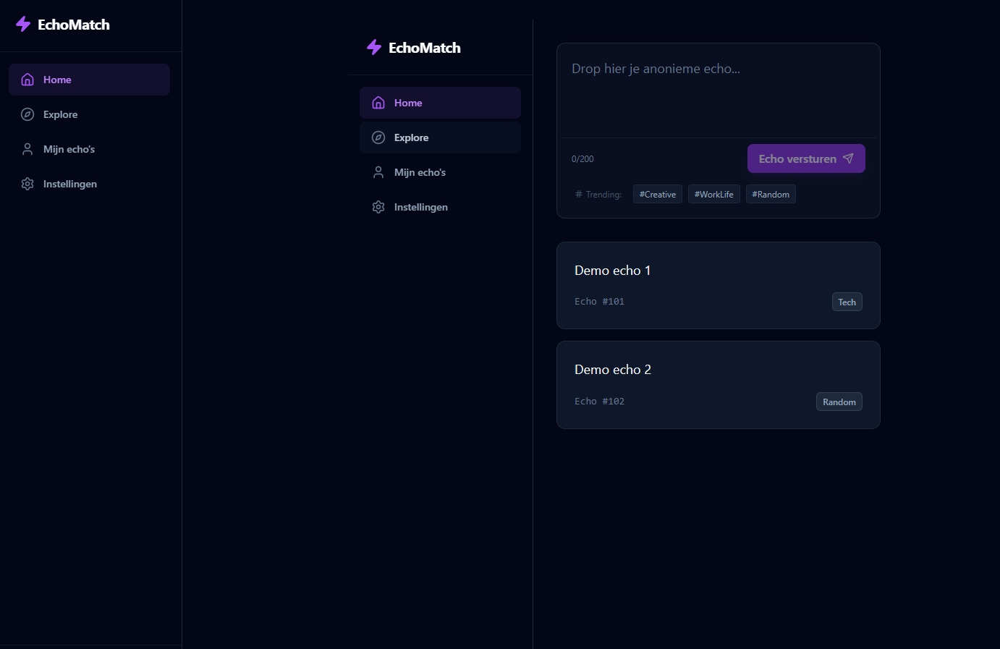 EchoMatch
Home
Explore
Mijn echo's
Instellingen
EchoMatch
Home
Explore
Mijn echo's
Instellingen
Drop hier je anonieme echo...
0/200
Echo versturen
# Trending: #Creative #WorkLife #Random
Demo echo 1
Echo #101 Tech
Demo echo 2
Echo #102 Random